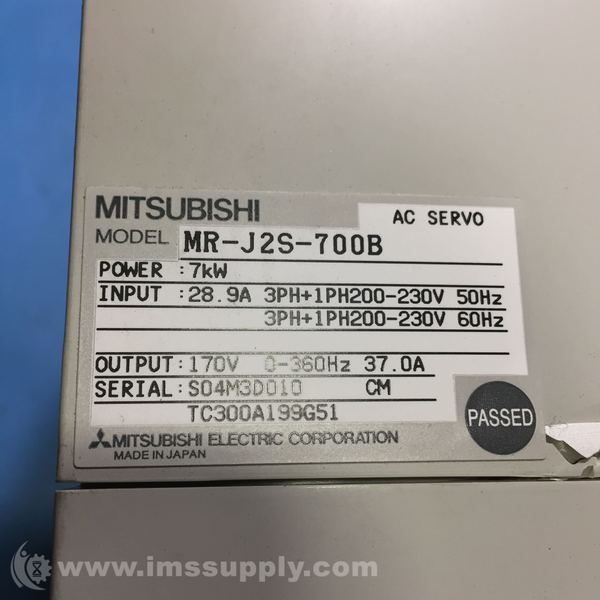 MITSUBISHI
AC SERVO
MODEL MR-J2S-700B
POWER : 7kW
INPUT : 28.9A 3PH+1PH200-230V 50Hz
3PH+1PH200-230V 60Hz
OUTPUT : 170V 0-360Hz 37.0A
SERIAL : S04M3D010 CM
TC300A199G51
PASSED
MITSUBISHI ELECTRIC CORPORATION
MADE IN JAPAN
www.imssupply.com